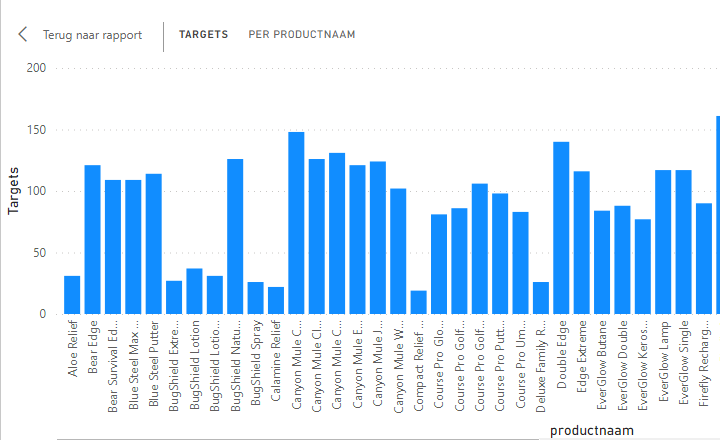 Terug naar rapport
TARGETS
PER PRODUCTNAAM
Targets
200
150
100
50
0
Aloe Relief
Bear Edge
Bear Survival Ed...
Blue Steel Max ...
Blue Steel Putter
BugShield Extre...
BugShield Lotion
BugShield Lotio...
BugShield Natu...
BugShield Spray
Calamine Relief
Canyon Mule C...
Canyon Mule Cl...
Canyon Mule C...
Canyon Mule E...
Canyon Mule J...
Canyon Mule W...
Compact Relief ...
Course Pro Glo...
Course Pro Golf...
Course Pro Golf...
Course Pro Putt...
Course Pro Um...
Deluxe Family R...
Double Edge
Edge Extreme
EverGlow Butane
EverGlow Double
EverGlow Keros...
EverGlow Lamp
EverGlow Single
Firefly Recharg...
productnaam